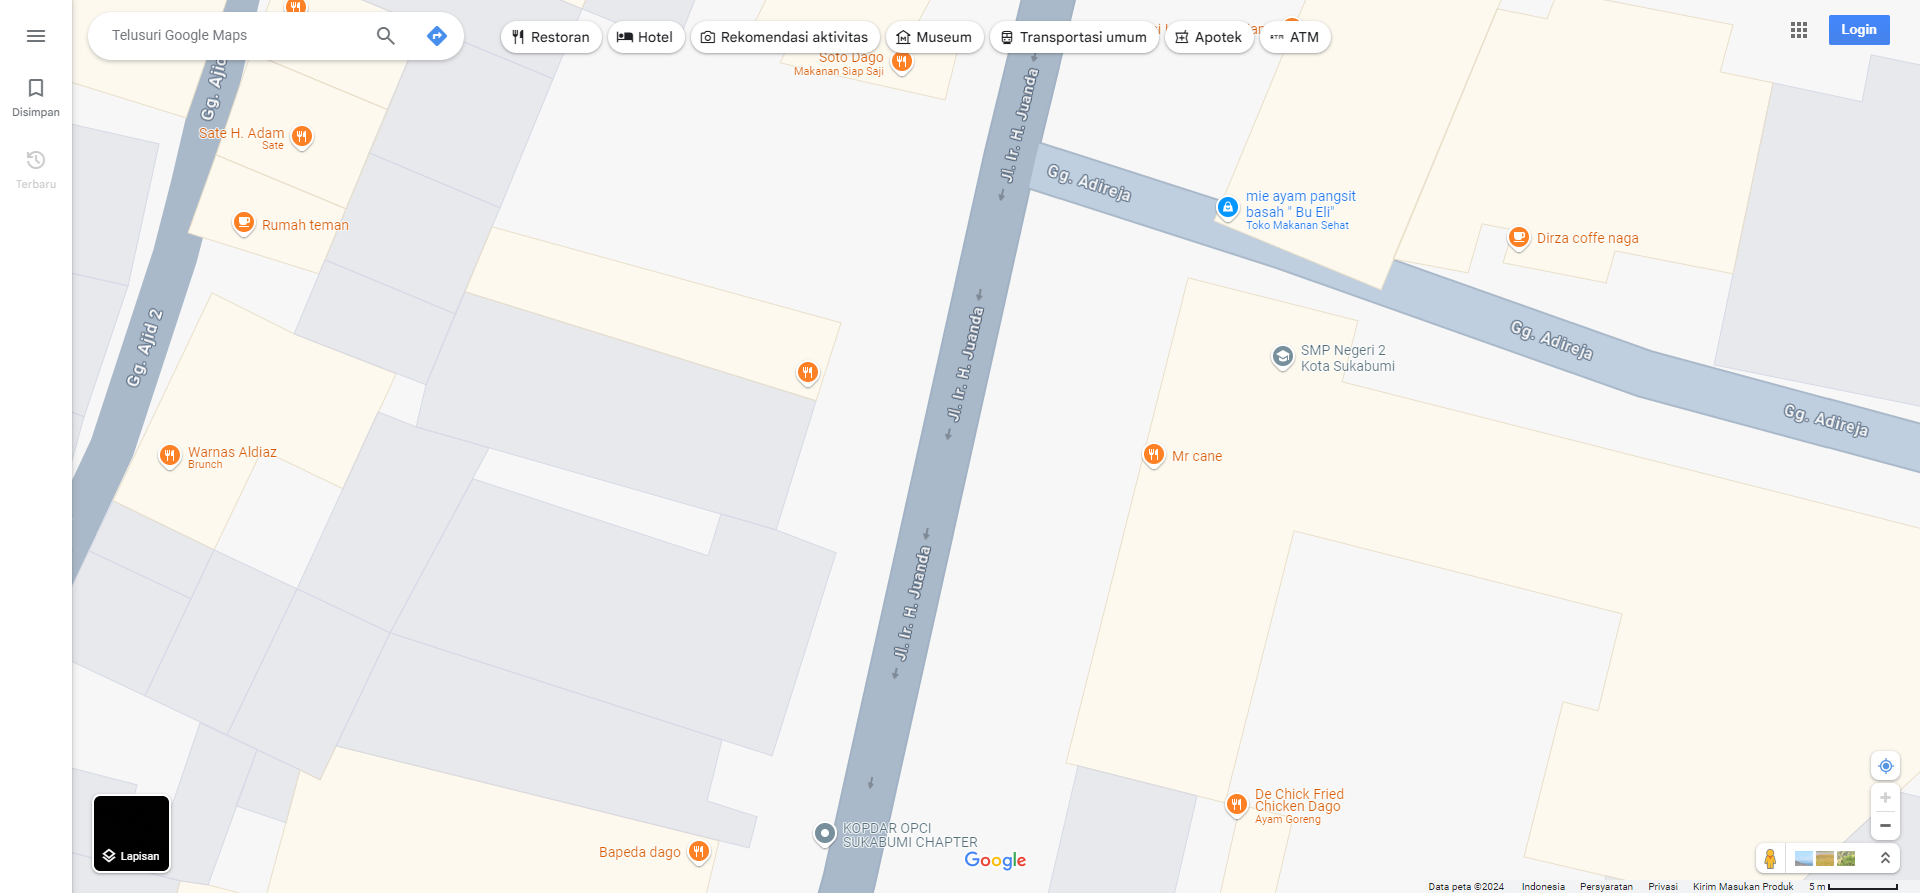 Telusuri Google Maps
Restoran
Hotel
Rekomendasi aktivitas
Museum
Transportasi umum
Apotek
ATM
Login
Disimpan
Terbaru
Soto Dago
Makanan Siap Saji
Gg. Ajid
Jl. Ir. H. Juanda
Sate H. Adam
Sate
Gg. Adireja
mie ayam pangsit
basah " Bu Eli"
Toko Makanan Sehat
Rumah teman
Dirza coffe naga
Gg. Ajid 2
Jl. Ir. H. Juanda
Gg. Adireja
SMP Negeri 2
Kota Sukabumi
Gg. Adireja
Warnas Aldiaz
Brunch
Mr cane
Jl. Ir. H. Juanda
De Chick Fried
Chicken Dago
Ayam Goreng
KOPDAR OPCI
SUKABUMI CHAPTER
Bapeda dago
Lapisan
Google
Data peta ©2024
Indonesia
Persyaratan
Privasi
Kirim Masukan Produk
5 m